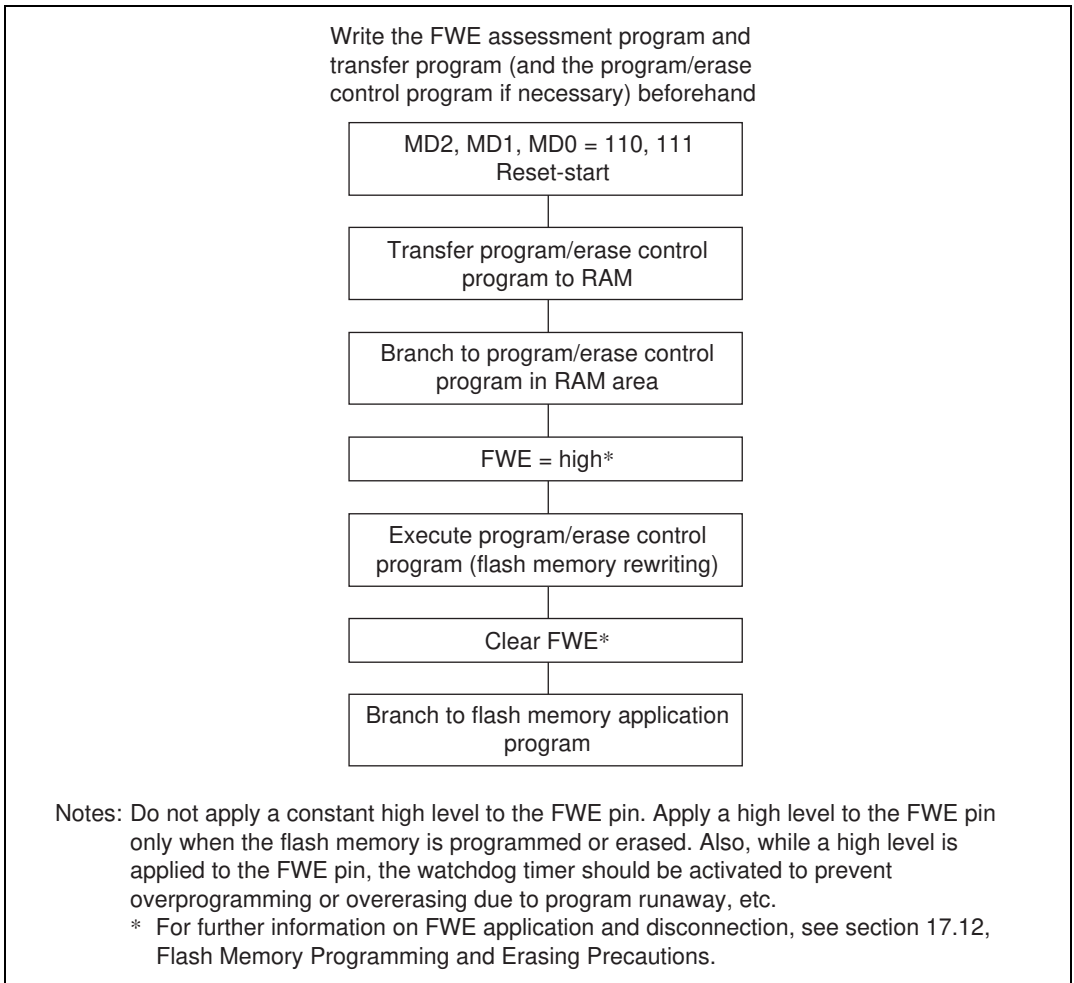 Write the FWE assessment program and
transfer program (and the program/erase
control program if necessary) beforehand
MD2, MD1, MD0 = 110, 111
Reset-start
Transfer program/erase control
program to RAM
Branch to program/erase control
program in RAM area
FWE = high*
Execute program/erase control
program (flash memory rewriting)
Clear FWE*
Branch to flash memory application
program
Notes: Do not apply a constant high level to the FWE pin. Apply a high level to the FWE pin
only when the flash memory is programmed or erased. Also, while a high level is
applied to the FWE pin, the watchdog timer should be activated to prevent
overprogramming or overerasing due to program runaway, etc.
* For further information on FWE application and disconnection, see section 17.12,
Flash Memory Programming and Erasing Precautions.